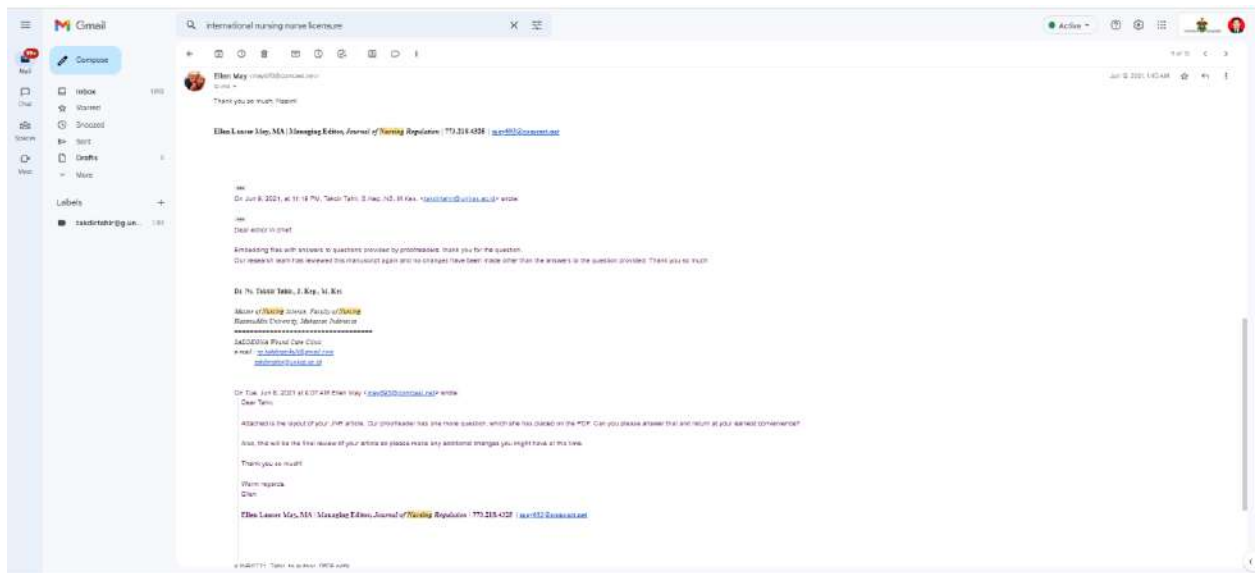 Gmail
international nursing nurse licensure
Active
Mail
Compose
Chat
Inbox
Starred
Snoozed
Sent
Drafts
More
Meet
Labels
Ellen May
Jun 9, 2021,
Thank you so much,
Ellen Lauser May, MA | Managing Editor, Journal of Nursing Regulation | 773.218.4328 |
On Jun 8, 2021, at 11:18 PM, Takdir Tahir, S.Kep, NS, M.Kes, wrote:
Dear editor in chief
Embedding files with answers to questions provided by proofreaders, thank you for the question.
Our research team has reviewed this manuscript again and no changes have been made other than the answers to the question provided. Thank you so much
Dr. Ns. Takdir Tahir, S. Kep., M. Kes
Master of Nursing Science, Faculty of Nursing
Hasanuddin University, Makassar Indonesia
Wound Care Clinic
e-mail :
On Tue, Jun 8, 2021 at 6:07 AM Ellen May wrote:
Dear Tahir,
Attached is the layout of your JNR article. Our proofreader has one more question, which she has placed on the PDF. Can you please answer that and return at your earliest convenience?
Also, this will be the final review of your article so please make any additional changes you might have at this time.
Thank you so much!
Warm regards,
Ellen
Ellen Lauser May, MA | Managing Editor, Journal of Nursing Regulation | 773.218.4328 |